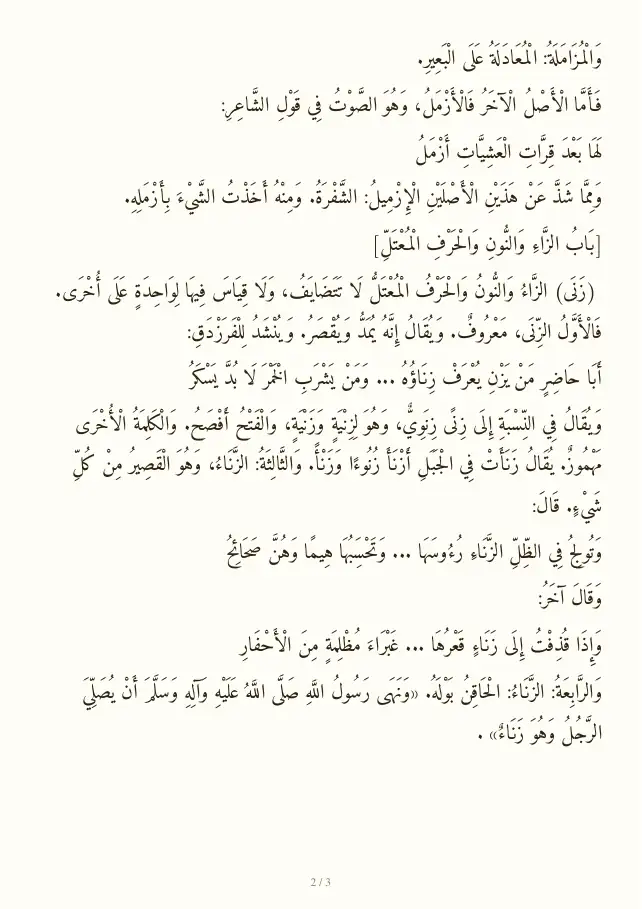 وَالْمُزَامَلَةُ: الْمُعَادَلَةُ عَلَى الْبَعِيرِ.
فَأَمَّا الْأَصْلُ الْآخَرُ فَالْأَزْمَلُ، وَهُوَ الصَّوْتُ فِي قَوْلِ الشَّاعِرِ:
لَهَا بَعْدَ قِرَّاتِ الْعَشِيَّاتِ أَزْمَلُ
وَمِمَّا شَذَّ عَنْ هَذَيْنِ الْأَصْلَيْنِ الْإِزْمِيلُ: الشَّفْرَةُ. وَمِنْهُ أَخَذْتُ الشَّيْءَ بِأَزْمَلِهِ.
[بَابُ الزَّاءِ وَالنُّونِ وَالْحَرْفِ الْمُعْتَلِّ]
(زَنَى) الزَّاءُ وَالنُّونُ وَالْحَرْفُ الْمُعْتَلُّ لَا تَتَضَايَفُ، وَلَا قِيَاسَ فِيهَا لِوَاحِدَةٍ عَلَى أُخْرَى.
فَالْأَوَّلُ الزِّنَى، مَعْرُوفٌ. وَيُقَالُ إِنَّهُ يُمَدُّ وَيُقْصَرُ. وَيُنْشَدُ لِلْفَرَزْدَقِ:
أَبَا حَاضِرٍ مَنْ يَزْنِ يُعْرَفْ زِنَاؤُهُ ... وَمَنْ يَشْرَبِ الْخَمْرَ لَا بُدَّ يَسْكَرُ
وَيُقَالُ فِي النِّسْبَةِ إِلَى زِنًى زِنَوِيٌّ، وَهُوَ لِزِنْيَةٍ وَزَنْيَةٍ، وَالْفَتْحُ أَفْصَحُ. وَالْكَلِمَةُ الْأُخْرَى
مَهْمُوزٌ. يُقَالُ زَنَأَتْ فِي الْجَبَلِ أَزْنَأَ زُنُوءًا وَزَنْأً. وَالثَّالِثَةُ: الزَّنَاءُ، وَهُوَ الْقَصِيرُ مِنْ كُلِّ
شَيْءٍ. قَالَ:
وَتُولِجُ فِي الظِّلِّ الزَّنَاءِ رُءُوسَهَا ... وَتَحْسَبُهَا هِيمًا وَهُنَّ صَحَائِحُ
وَقَالَ آخَرُ:
وَإِذَا قُذِفْتُ إِلَى زَنَاءٍ قَعْرُهَا ... غَبْرَاءَ مُظْلِمَةٍ مِنَ الْأَحْفَارِ
وَالرَّابِعَةُ: الزَّنَاءُ: الْحَاقِنُ بَوْلَهُ. «وَنَهَى رَسُولُ اللَّهِ صَلَّى اللَّهُ عَلَيْهِ وَآلِهِ وَسَلَّمَ أَنْ يُصَلِّيَ
الرَّجُلُ وَهُوَ زَنَاءٌ» .
2 / 3